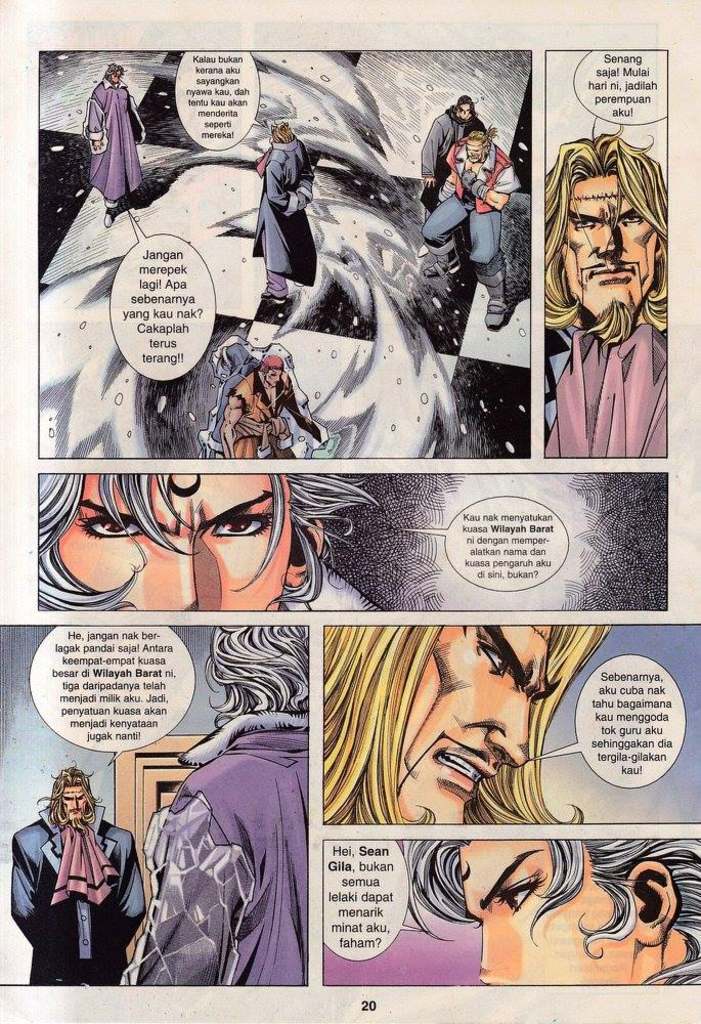 Kalau bukan
kerana aku
sayangkan
nyawa kau, dah
tentu kau akan
menderita
seperti
mereka!
Jangan
merepek
lagi! Apa
sebenarnya
yang kau nak?
Cakaplah
terus
terang!!
Senang
saja! Mulai
hari ni, jadilah
perempuan
aku!
Kau nak menyatukan
kuasa Wilayah Barat
ni dengan memper-
alatkan nama dan
kuasa pengaruh aku
di sini, bukan?
He, jangan nak ber-
lagak pandai saja! Antara
keempat-empat kuasa
besar di Wilayah Barat ni,
tiga daripadanya telah
menjadi milik aku. Jadi,
penyatuan kuasa akan
menjadi kenyataan
jugak nanti!
Sebenarnya,
aku cuba nak
tahu bagaimana
kau menggoda
tok guru aku
sehinggakan dia
tergila-gilakan
kau!
Hei, Sean
Gila, bukan
semua
lelaki dapat
menarik
minat aku,
faham?
20